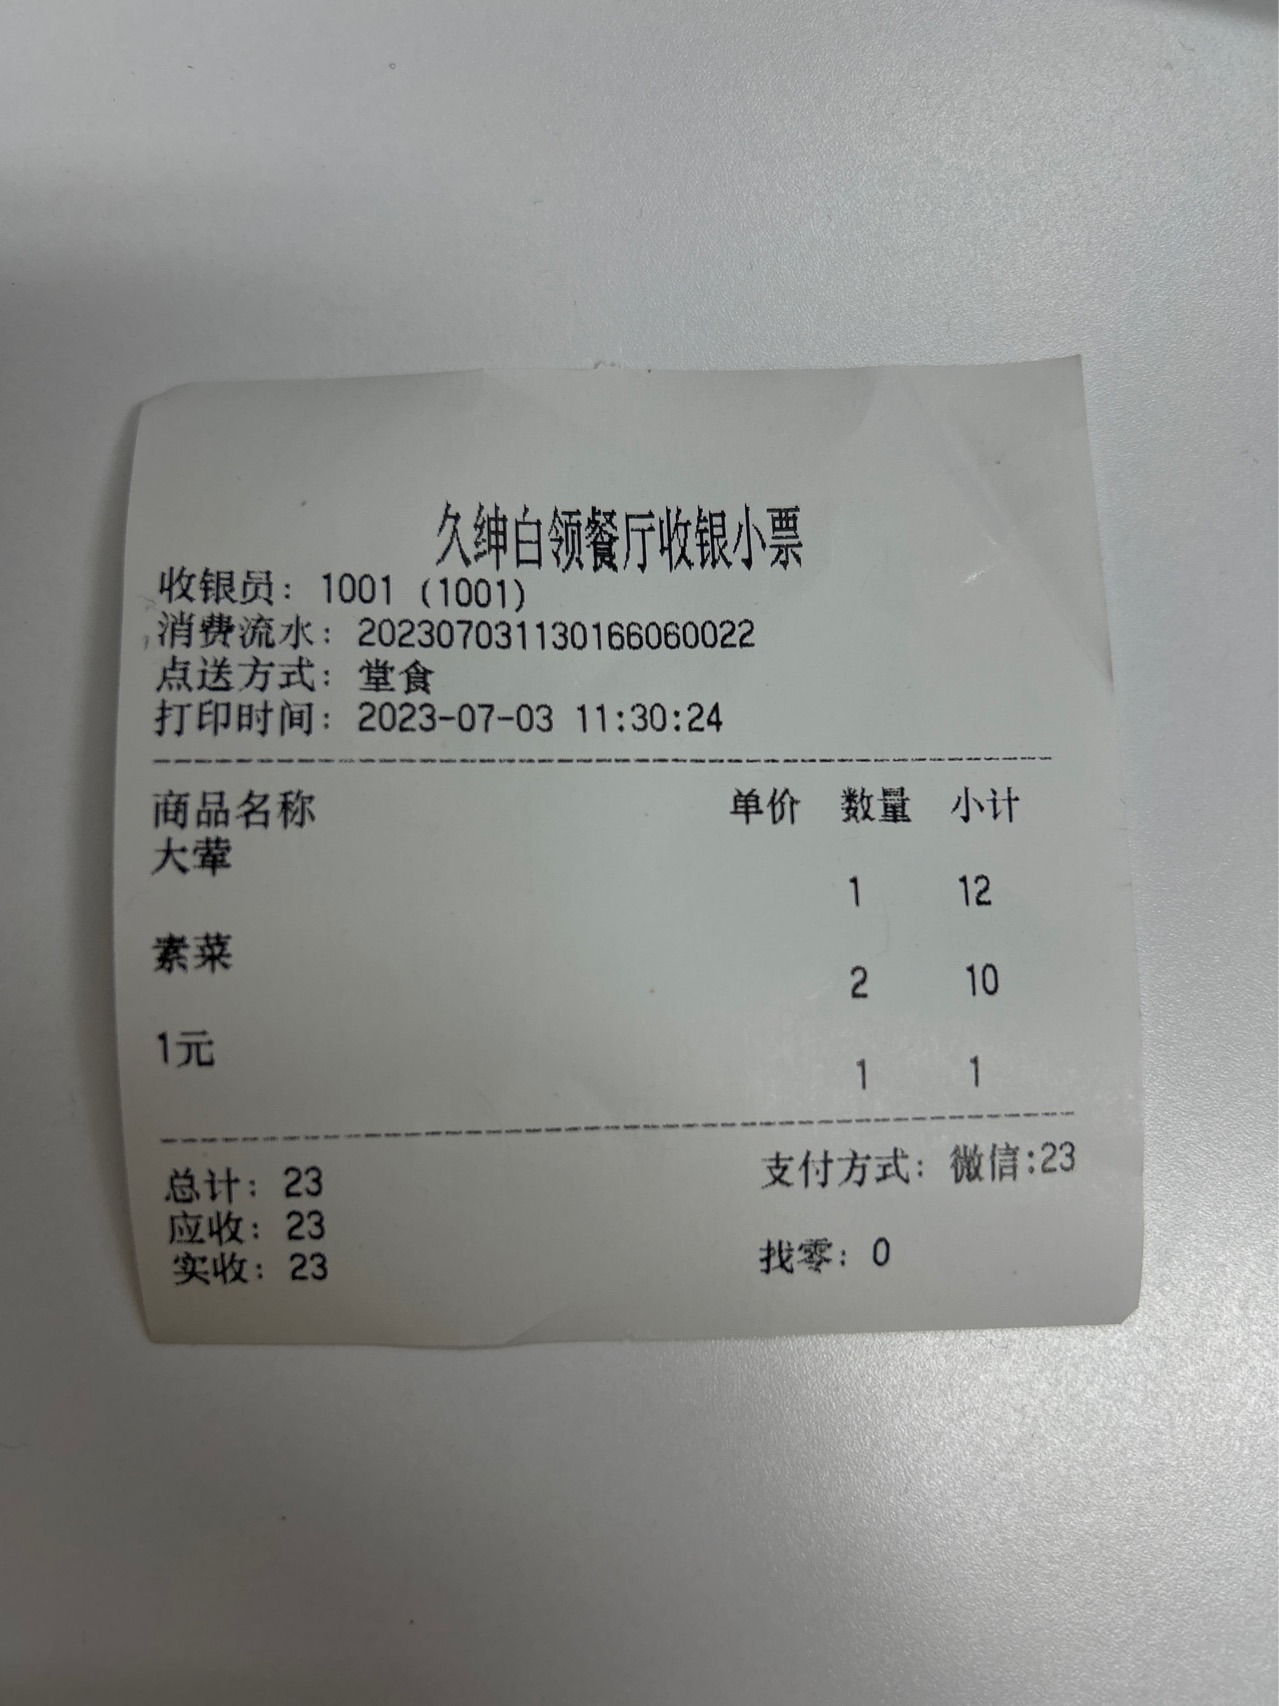 久绅白领餐厅收银小票
收银员: 1001 (1001)
消费流水: 202307031130166060022
点送方式: 堂食
打印时间: 2023-07-03 11:30:24
商品名称 单价 数量 小计
大荤
1 12
素菜
2 10
1元
1 1
总计: 23 支付方式: 微信:23
应收: 23
实收: 23 找零: 0